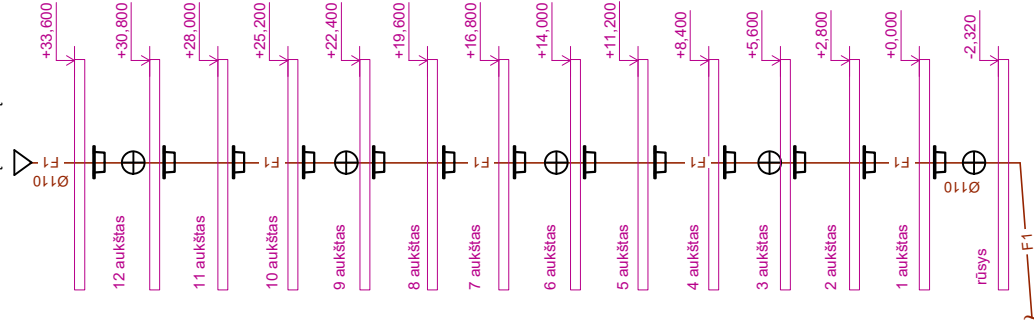 +33,600
+30,800
+28,000
+25,200
+22,400
+19,600
+16,800
+14,000
+11,200
+8,400
+5,600
+2,800
+0,000
-2,320
F1
F1
F1
F1
F1
Ø110
Ø110
12 aukštas
11 aukštas
10 aukštas
9 aukštas
8 aukštas
7 aukštas
6 aukštas
5 aukštas
4 aukštas
3 aukštas
2 aukštas
1 aukštas
rūsys
F1